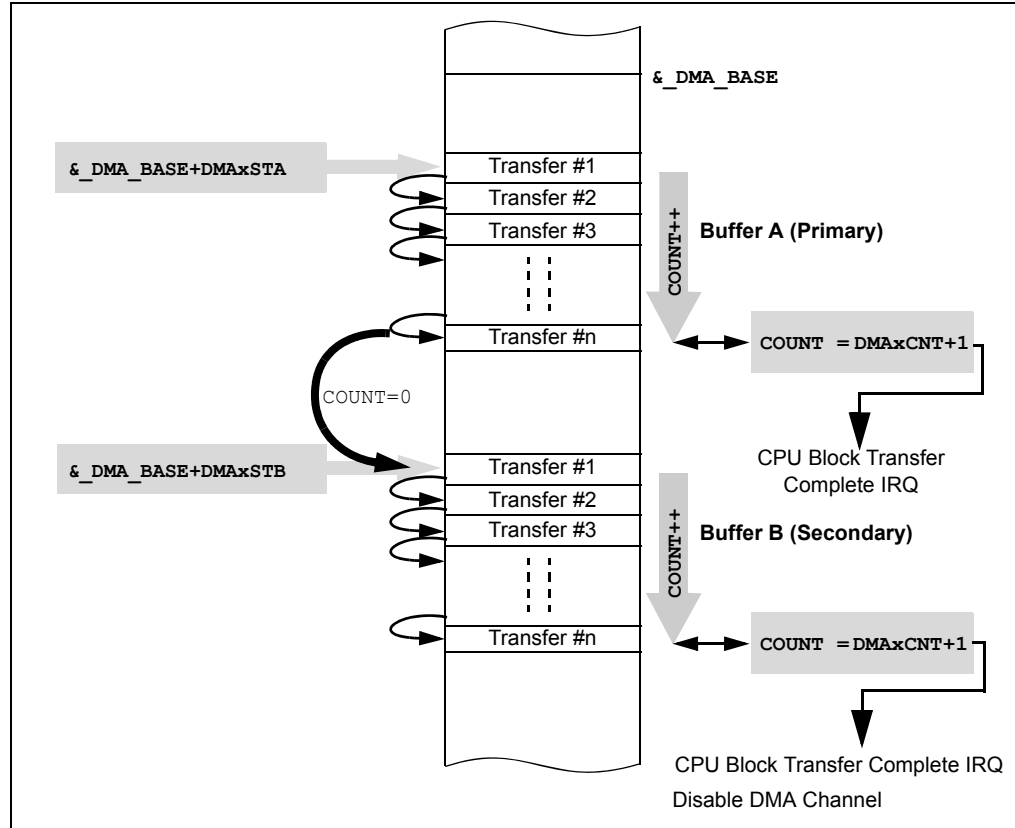 &_DMA_BASE
&_DMA_BASE+DMAxSTA
Transfer #1
Transfer #2
Transfer #3
Transfer #n
COUNT++
Buffer A (Primary)
COUNT = DMAxCNT+1
CPU Block Transfer
Complete IRQ
COUNT=0
&_DMA_BASE+DMAxSTB
Transfer #1
Transfer #2
Transfer #3
Transfer #n
COUNT++
Buffer B (Secondary)
COUNT = DMAxCNT+1
CPU Block Transfer Complete IRQ
Disable DMA Channel